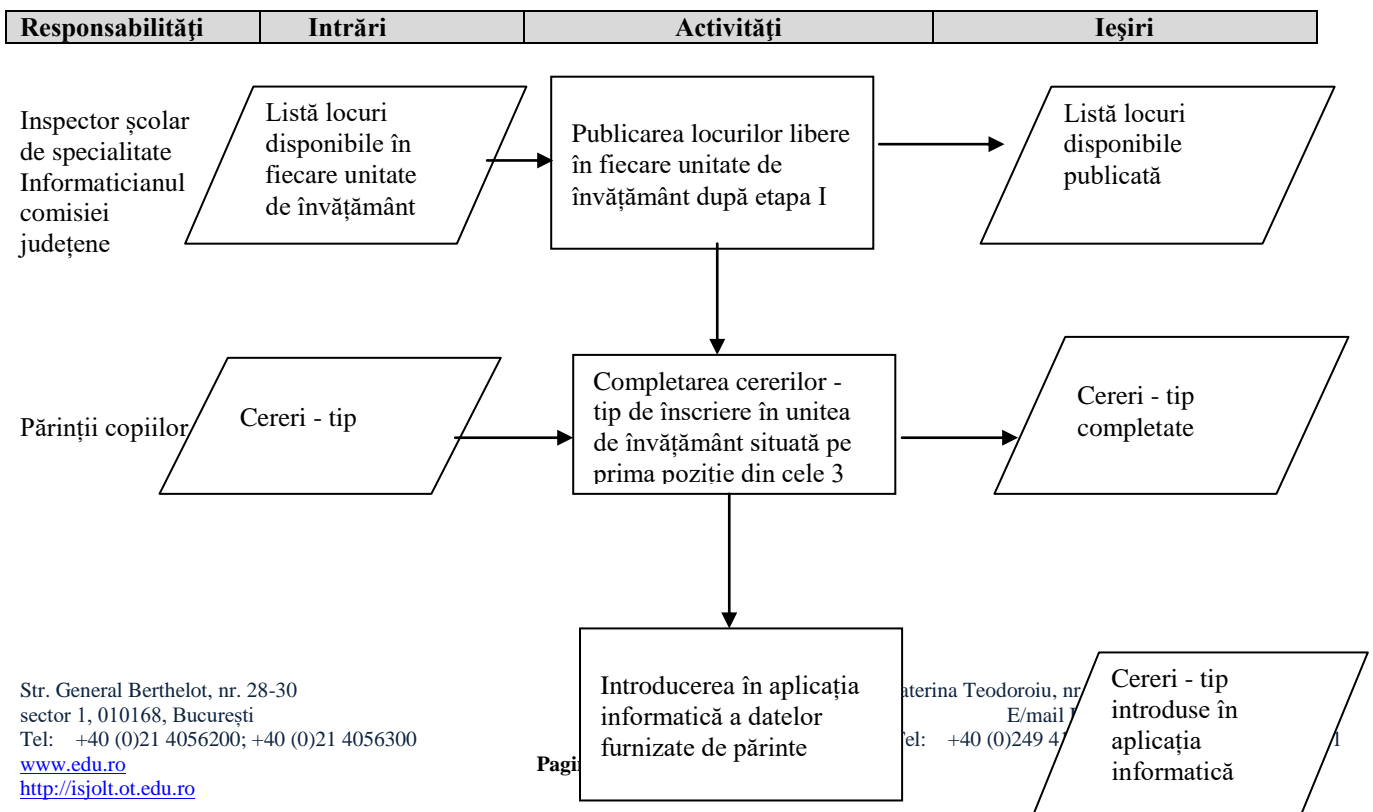 Responsabilităţi Intrări Activităţi Ieşiri
Inspector școlar
de specialitate
Informaticianul
comisiei
județene
Listă locuri
disponibile în
fiecare unitate
de învățământ
Publicarea locurilor libere
în fiecare unitate de
învățământ după etapa I
Listă locuri
disponibile
publicată
Părinții copiilor
Cereri - tip
Completarea cererilor -
tip de înscriere în unitea
de învățământ situată pe
prima poziție din cele 3
Cereri - tip
completate
Introducerea în aplicația
informatică a datelor
furnizate de părinte
Cereri - tip
introduse în
aplicația
informatică
Str. General Berthelot, nr. 28-30
sector 1, 010168, București
Tel: +40 (0)21 4056200; +40 (0)21 4056300
www.edu.ro
http://isjolt.ot.edu.ro
Teodoroiu,
E/mail
+40 (0)249